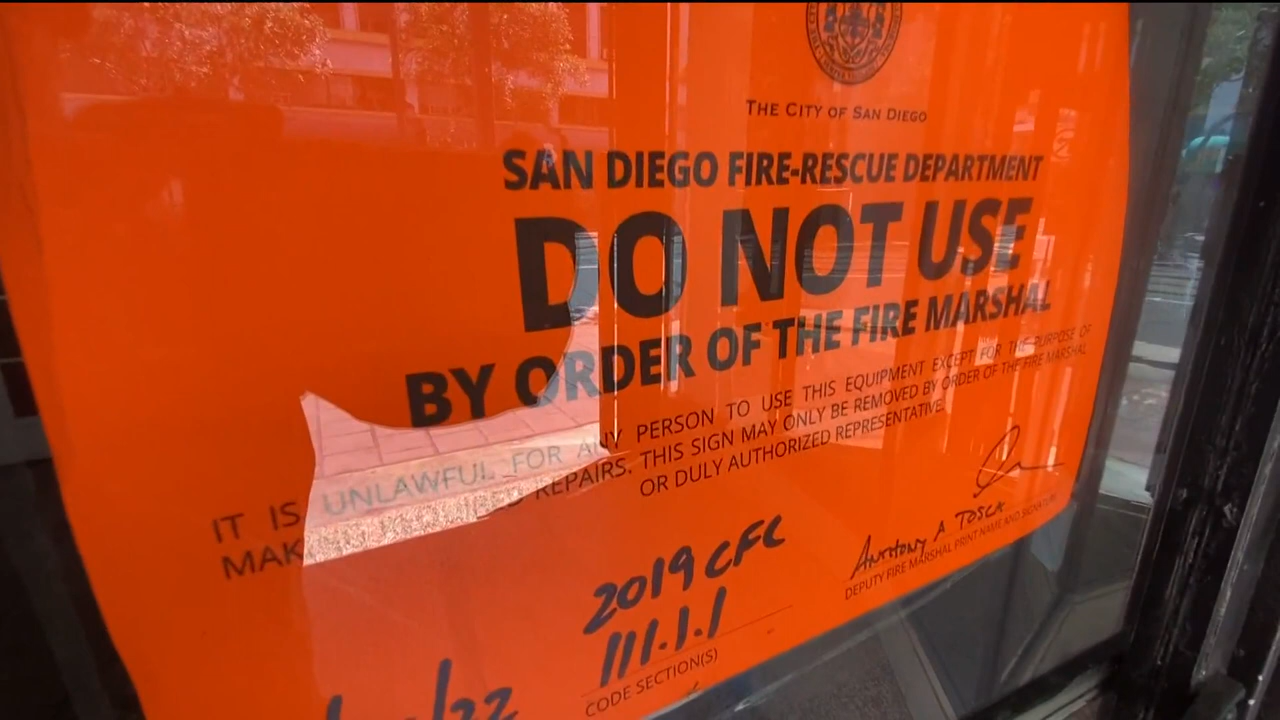 THE CITY OF SAN DIEGO
SAN DIEGO FIRE-RESCUE DEPARTMENT
DO NOT USE
BY ORDER OF THE FIRE MARSHAL
IT IS UNLAWFUL FOR ANY PERSON TO USE THIS EQUIPMENT EXCEPT FOR THE PURPOSE OF
MAK REPAIRS. THIS SIGN MAY ONLY BE REMOVED BY ORDER OF THE FIRE MARSHAL
OR DULY AUTHORIZED REPRESENTATIVE.
ANTHONY A TOSCA
DEPUTY FIRE MARSHAL PRINT NAME AND SIGNATURE
2019 CFC
111.1.1
CODE SECTION(S)
/22